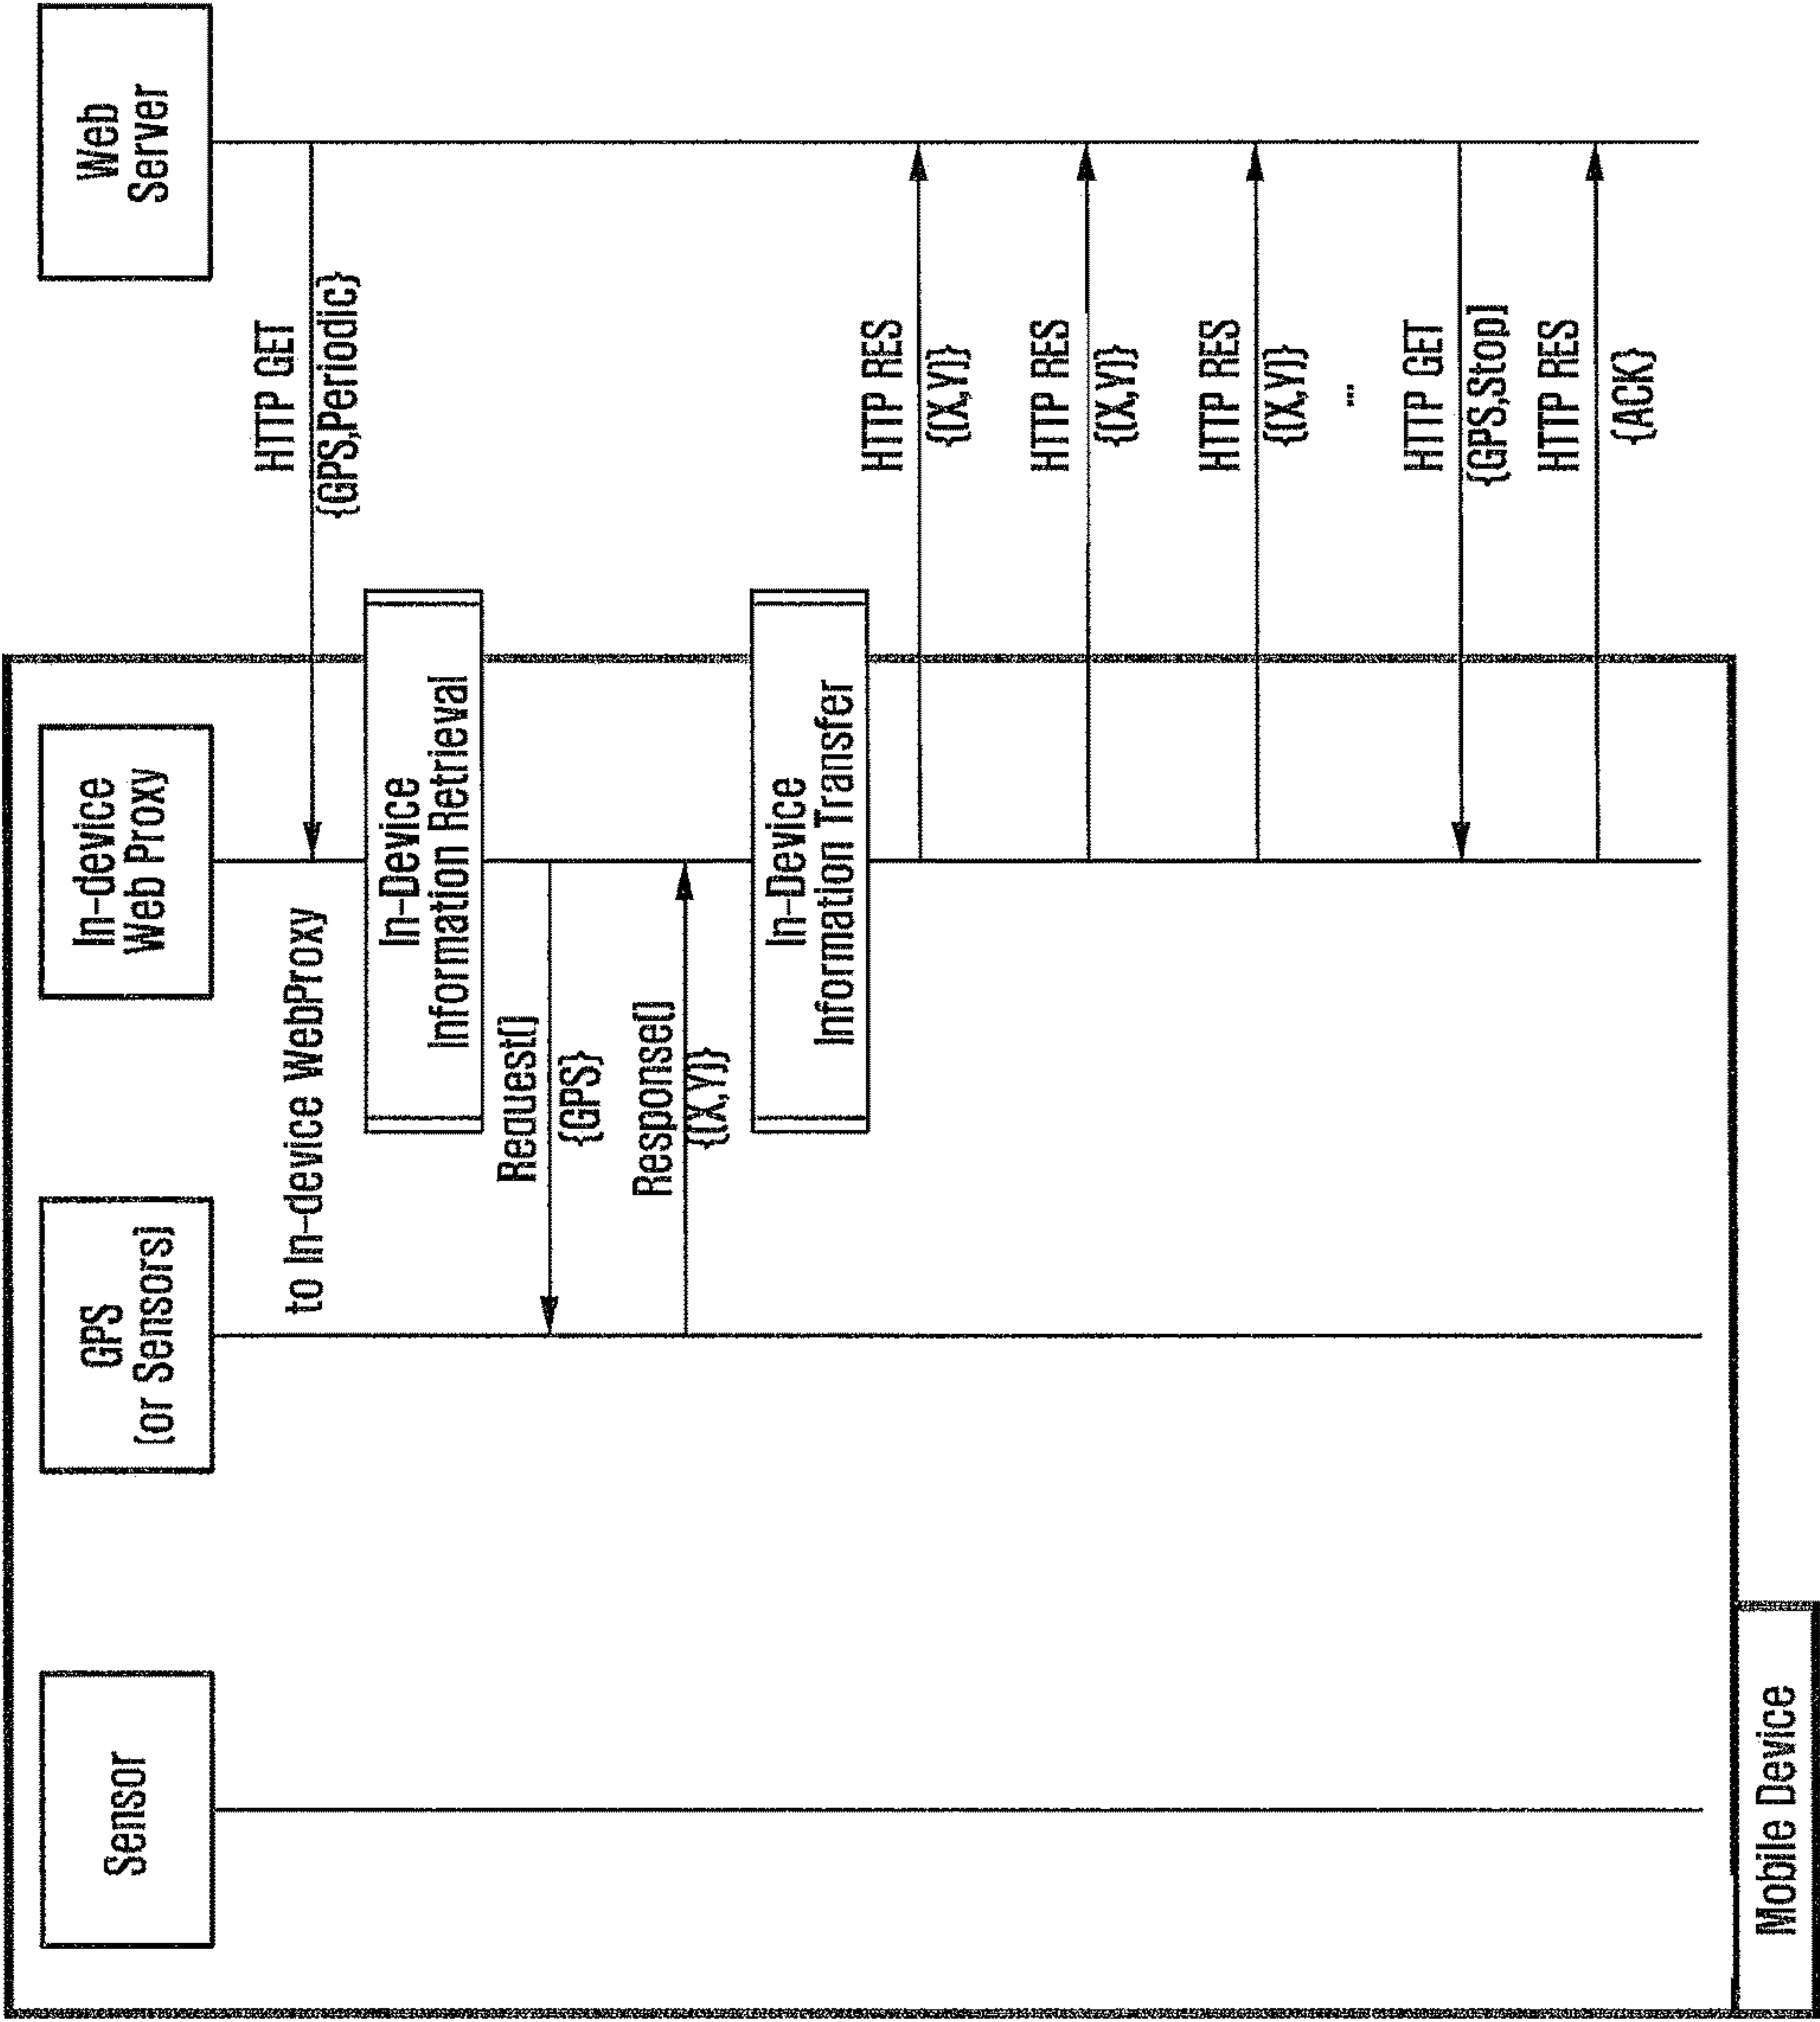 Sensor
GPS
(or Sensors)
In-device
Web Proxy
Web
Server
HTTP GET
{GPS,Periodic}
to In-device WebProxy
In-Device
Information Retrieval
Request()
{GPS}
Response()
{(X,Y)}
In-Device
Information Transfer
HTTP RES
{(X,Y)}
HTTP RES
{(X,Y)}
HTTP RES
{(X,Y)}
...
HTTP GET
{GPS,Stop)
HTTP RES
{ACK}
Mobile Device